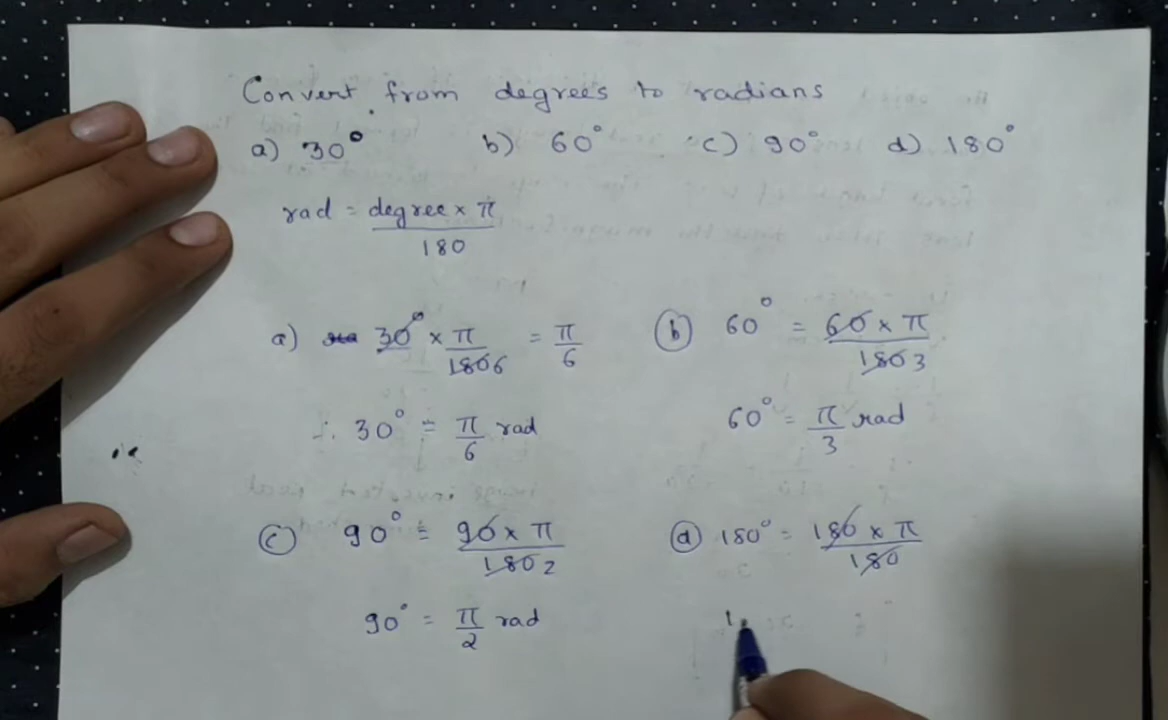 Convert from degrees to radians
a) 30° b) 60° c) 90° d) 180°
rad = degree × π
180
a) 30° × π = π
180 6 6
∴ 30° = π rad
6
(b) 60° = 60 × π
180 3
60° = π rad
3
(c) 90° = 90 × π
180 2
90° = π rad
2
(d) 180° = 180 × π
180
1